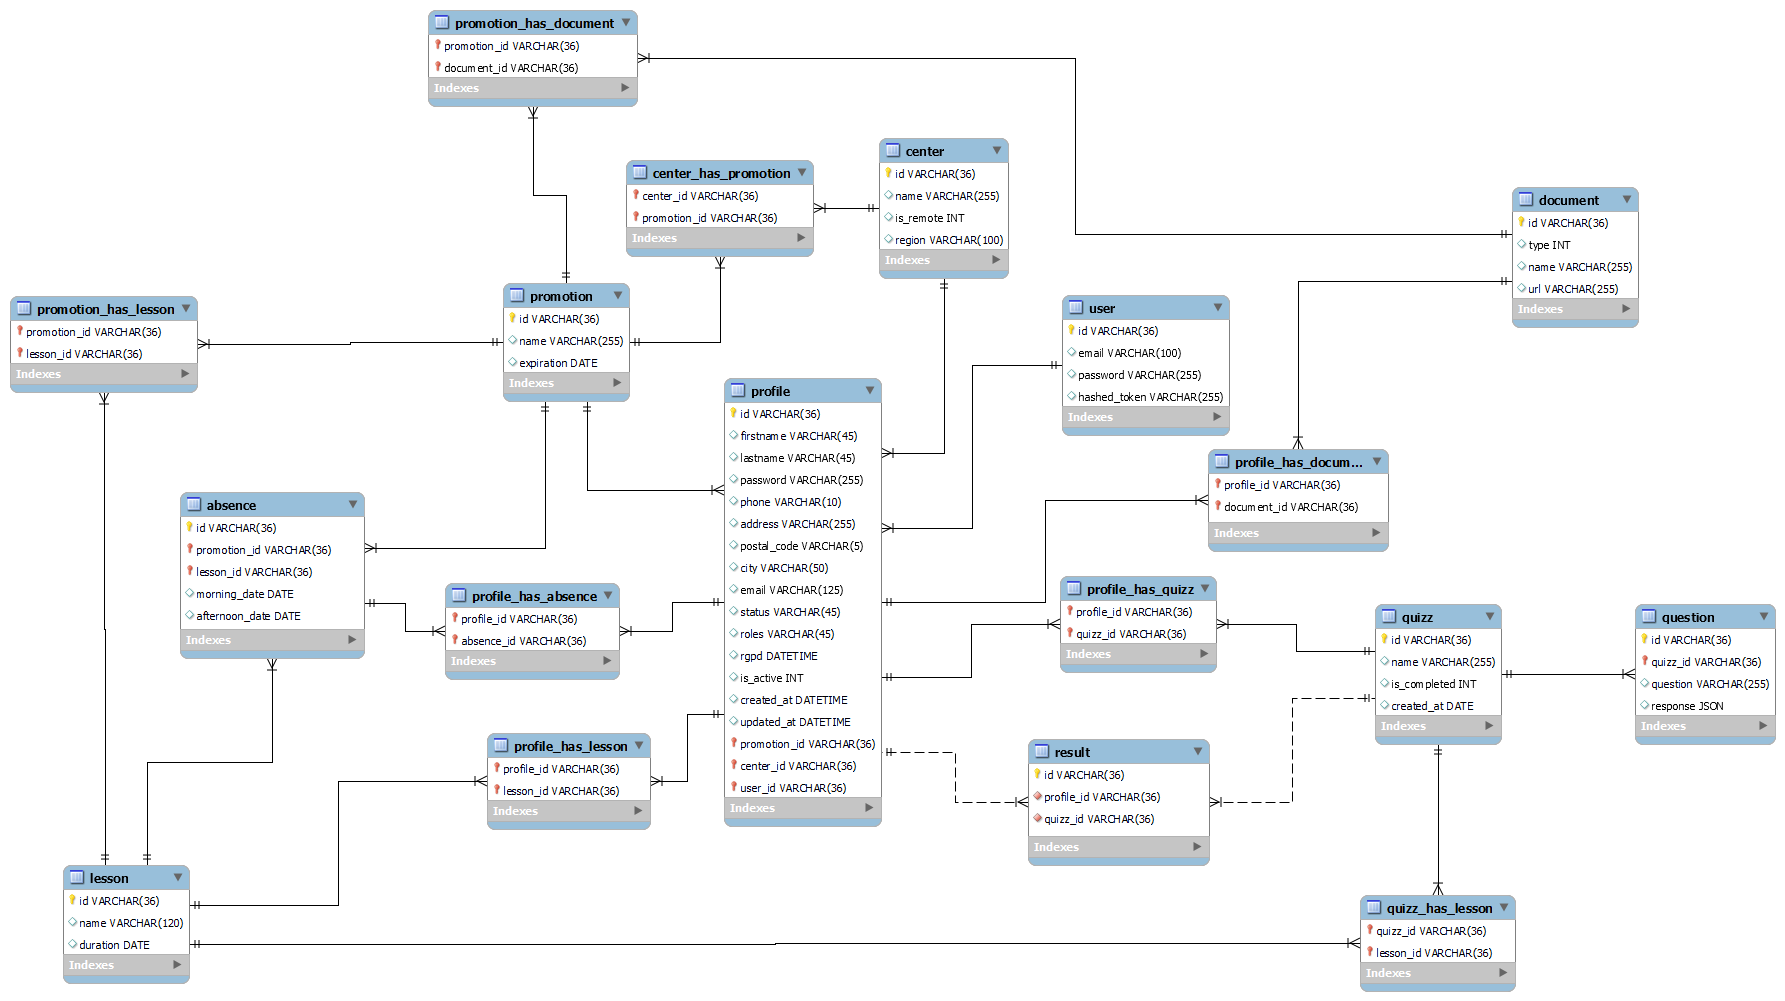 promotion_has_document
promotion_id VARCHAR(36)
document_id VARCHAR(36)
Indexes
center_has_promotion
center_id VARCHAR(36)
promotion_id VARCHAR(36)
Indexes
center
id VARCHAR(36)
name VARCHAR(255)
is_remote INT
region VARCHAR(100)
Indexes
document
id VARCHAR(36)
type INT
name VARCHAR(255)
url VARCHAR(255)
Indexes
promotion_has_lesson
promotion_id VARCHAR(36)
lesson_id VARCHAR(36)
Indexes
promotion
id VARCHAR(36)
name VARCHAR(255)
expiration DATE
Indexes
user
id VARCHAR(36)
email VARCHAR(100)
password VARCHAR(255)
hashed_token VARCHAR(255)
Indexes
profile
id VARCHAR(36)
firstname VARCHAR(45)
lastname VARCHAR(45)
password VARCHAR(255)
phone VARCHAR(10)
address VARCHAR(255)
postal_code VARCHAR(5)
city VARCHAR(50)
email VARCHAR(125)
status VARCHAR(45)
roles VARCHAR(45)
rgpd DATETIME
is_active INT
created_at DATETIME
updated_at DATETIME
promotion_id VARCHAR(36)
center_id VARCHAR(36)
user_id VARCHAR(36)
Indexes
profile_has_docum...
profile_id VARCHAR(36)
document_id VARCHAR(36)
Indexes
absence
id VARCHAR(36)
promotion_id VARCHAR(36)
lesson_id VARCHAR(36)
morning_date DATE
afternoon_date DATE
Indexes
profile_has_absence
profile_id VARCHAR(36)
absence_id VARCHAR(36)
Indexes
profile_has_quizz
profile_id VARCHAR(36)
quizz_id VARCHAR(36)
Indexes
quizz
id VARCHAR(36)
name VARCHAR(255)
is_completed INT
created_at DATE
Indexes
question
id VARCHAR(36)
quizz_id VARCHAR(36)
question VARCHAR(255)
response JSON
Indexes
profile_has_lesson
profile_id VARCHAR(36)
lesson_id VARCHAR(36)
Indexes
result
id VARCHAR(36)
profile_id VARCHAR(36)
quizz_id VARCHAR(36)
Indexes
lesson
id VARCHAR(36)
name VARCHAR(120)
duration DATE
Indexes
quizz_has_lesson
quizz_id VARCHAR(36)
lesson_id VARCHAR(36)
Indexes